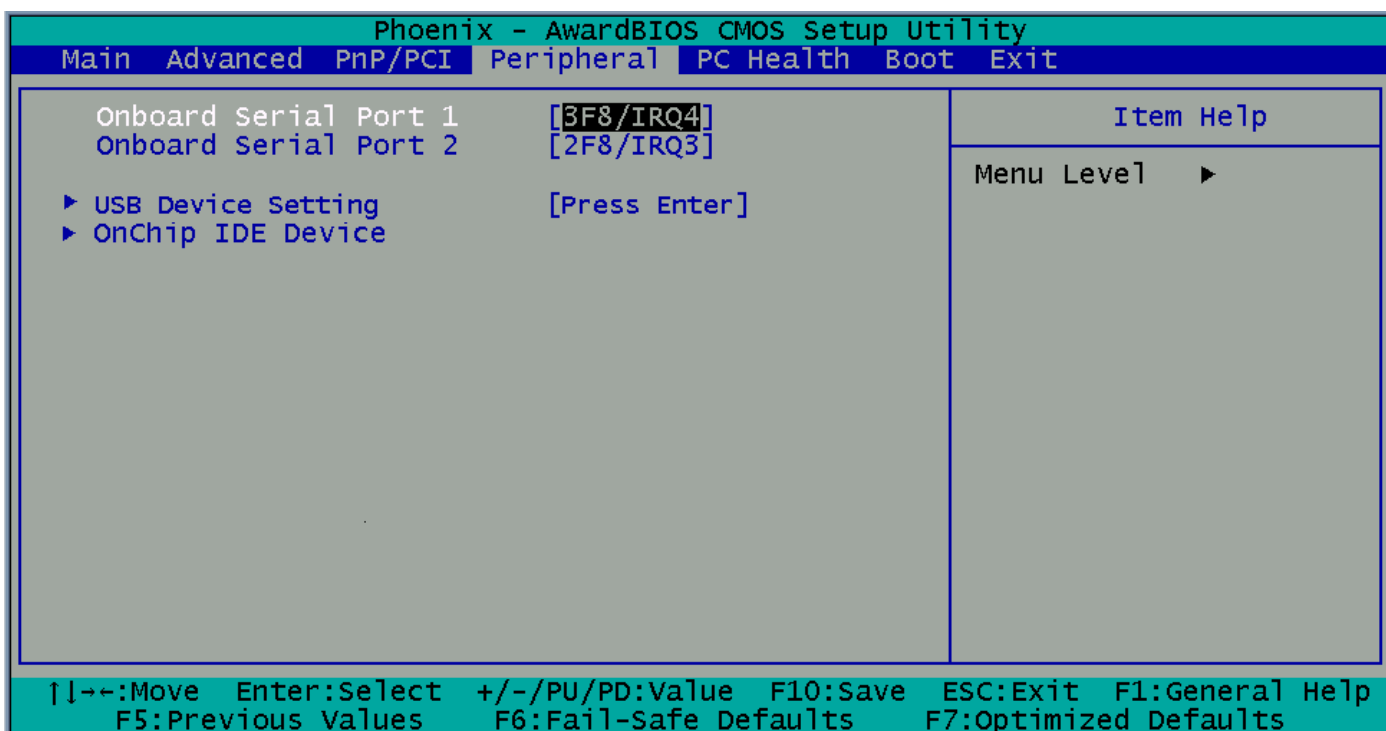 Phoenix - AwardBIOS CMOS Setup Utility
Main Advanced PnP/PCI Peripheral PC Health Boot Exit
Onboard Serial Port 1 [3F8/IRQ4]
Onboard Serial Port 2 [2F8/IRQ3]
▶ USB Device Setting [Press Enter]
▶ OnChip IDE Device
Item Help
Menu Level ▶
↑↓→←:Move Enter:Select +/-/PU/PD:Value F10:Save ESC:Exit F1:General Help
F5:Previous Values F6:Fail-Safe Defaults F7:Optimized Defaults